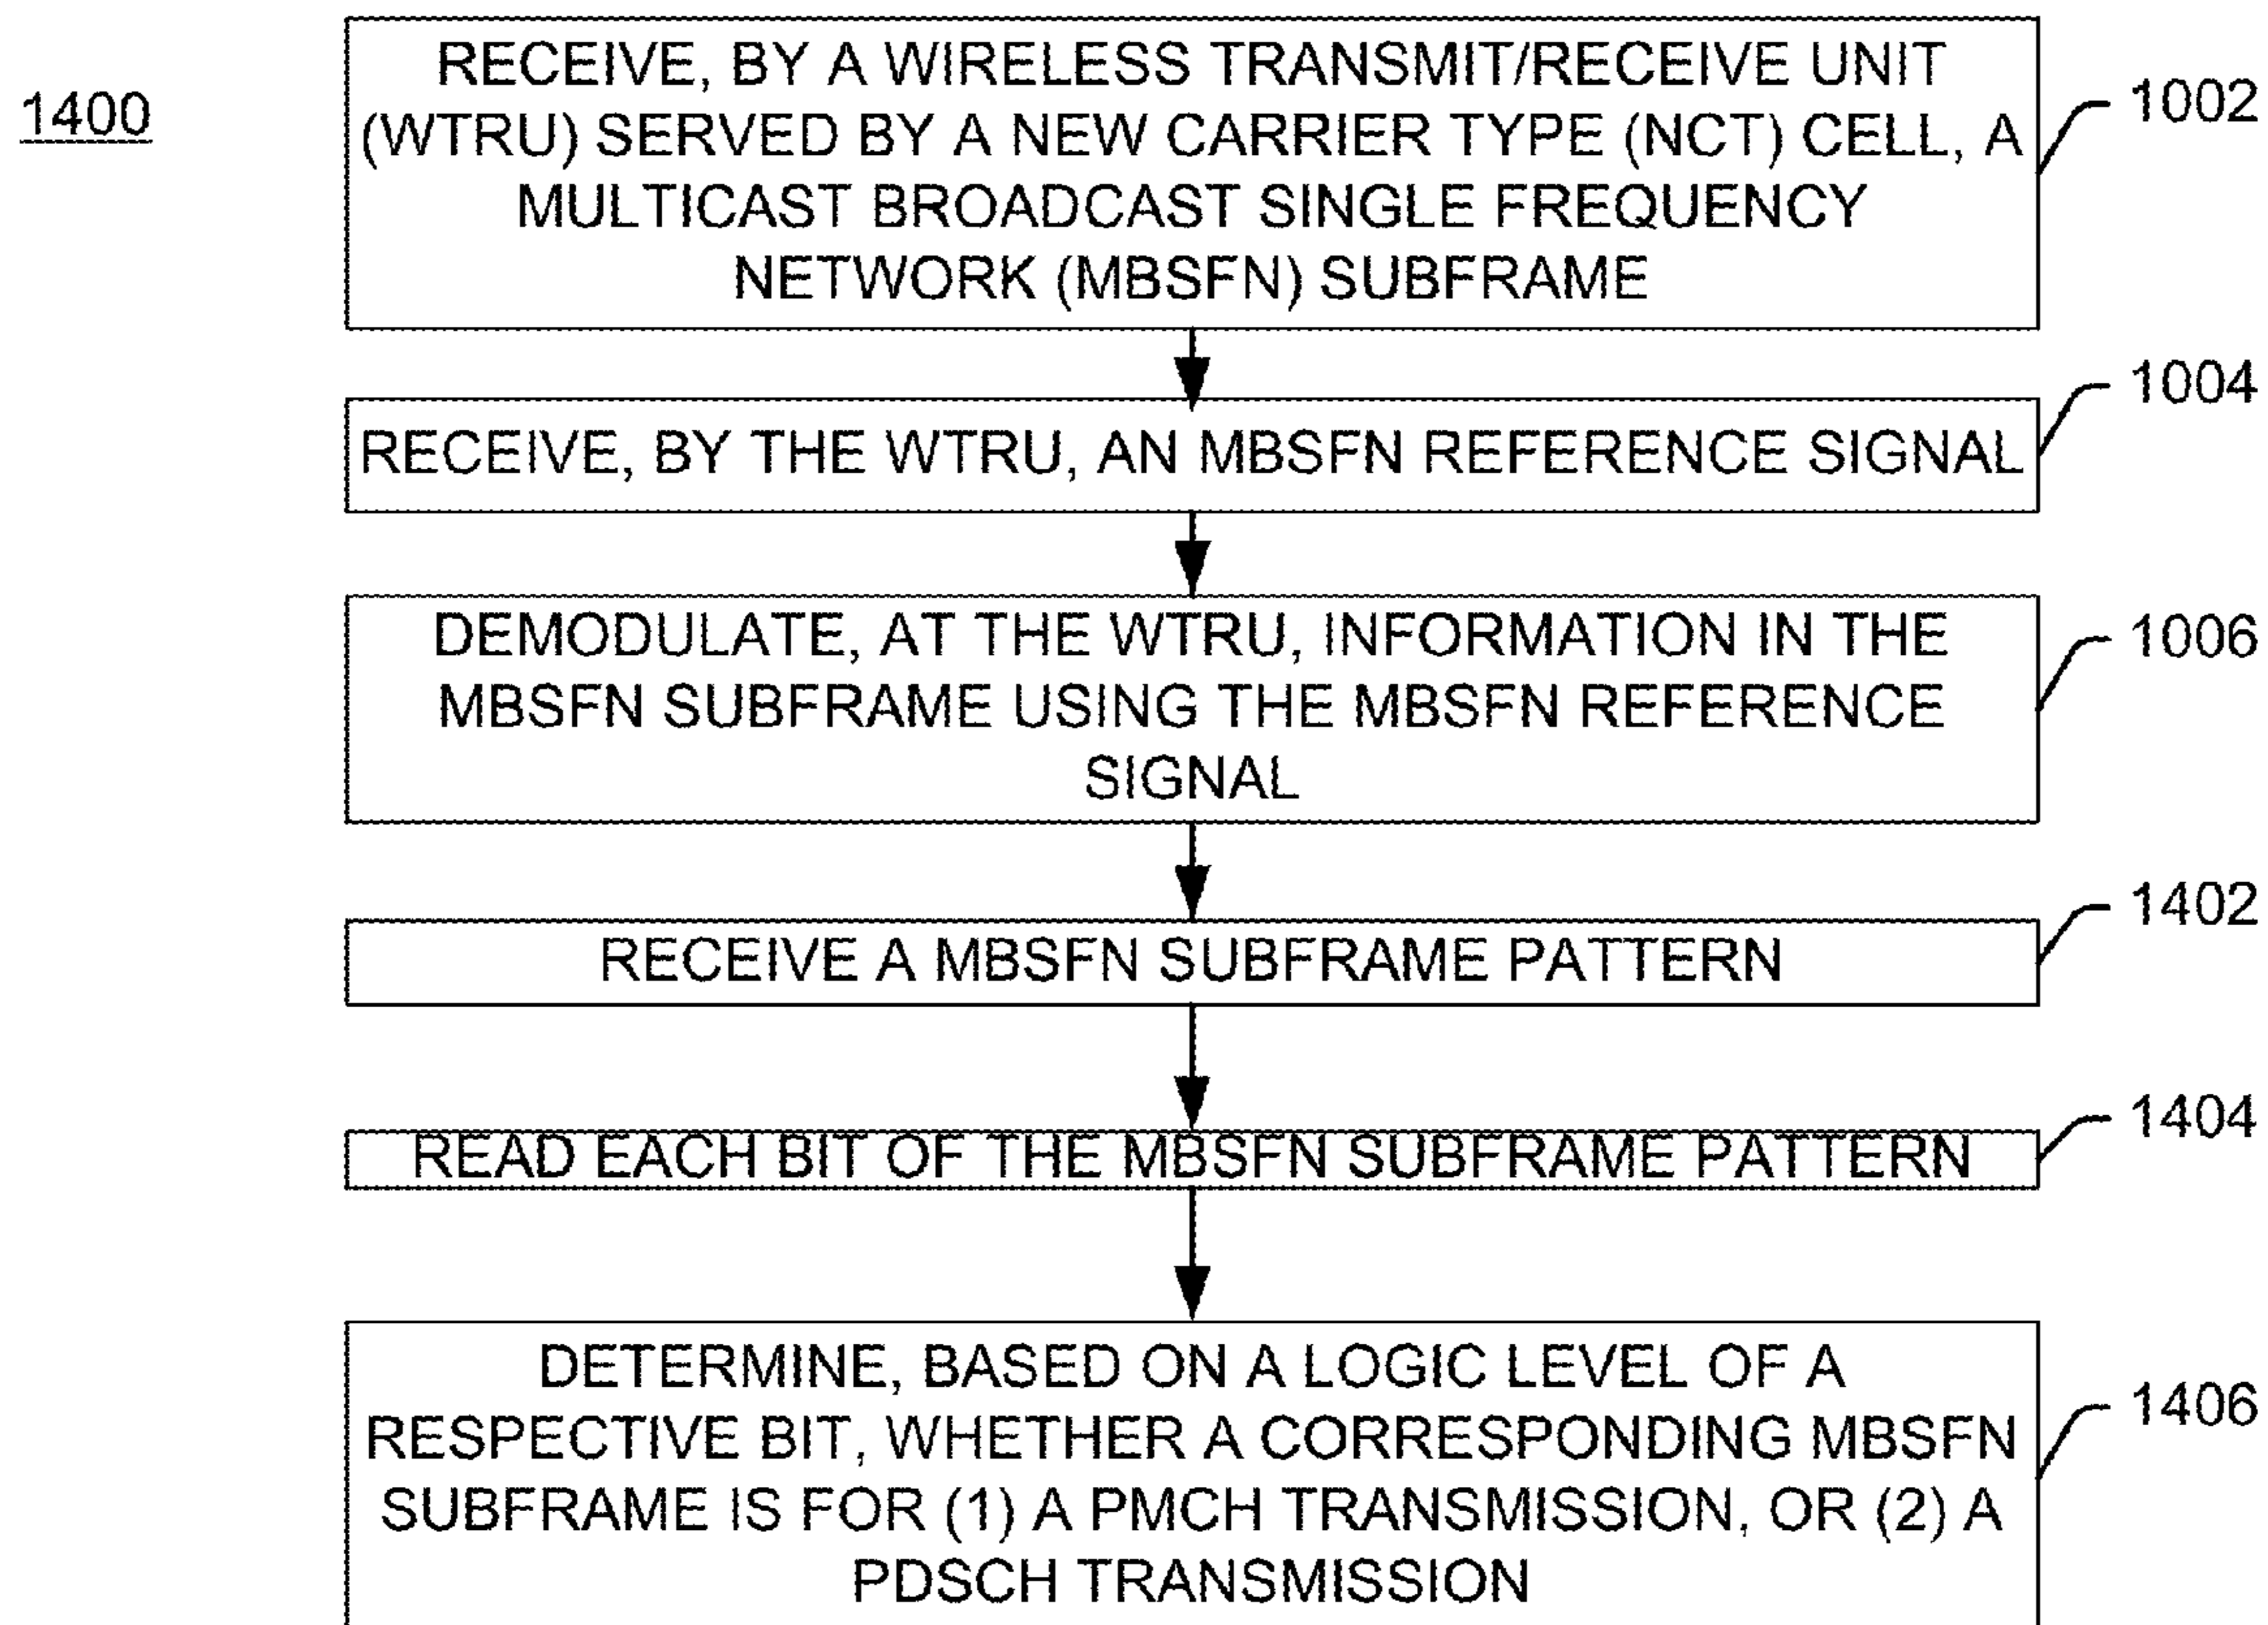 1400
RECEIVE, BY A WIRELESS TRANSMIT/RECEIVE UNIT
(WTRU) SERVED BY A NEW CARRIER TYPE (NCT) CELL, A
MULTICAST BROADCAST SINGLE FREQUENCY
NETWORK (MBSFN) SUBFRAME
1002
RECEIVE, BY THE WTRU, AN MBSFN REFERENCE SIGNAL
1004
DEMODULATE, AT THE WTRU, INFORMATION IN THE
MBSFN SUBFRAME USING THE MBSFN REFERENCE
SIGNAL
1006
RECEIVE A MBSFN SUBFRAME PATTERN
1402
READ EACH BIT OF THE MBSFN SUBFRAME PATTERN
1404
DETERMINE, BASED ON A LOGIC LEVEL OF A
RESPECTIVE BIT, WHETHER A CORRESPONDING MBSFN
SUBFRAME IS FOR (1) A PMCH TRANSMISSION, OR (2) A
PDSCH TRANSMISSION
1406